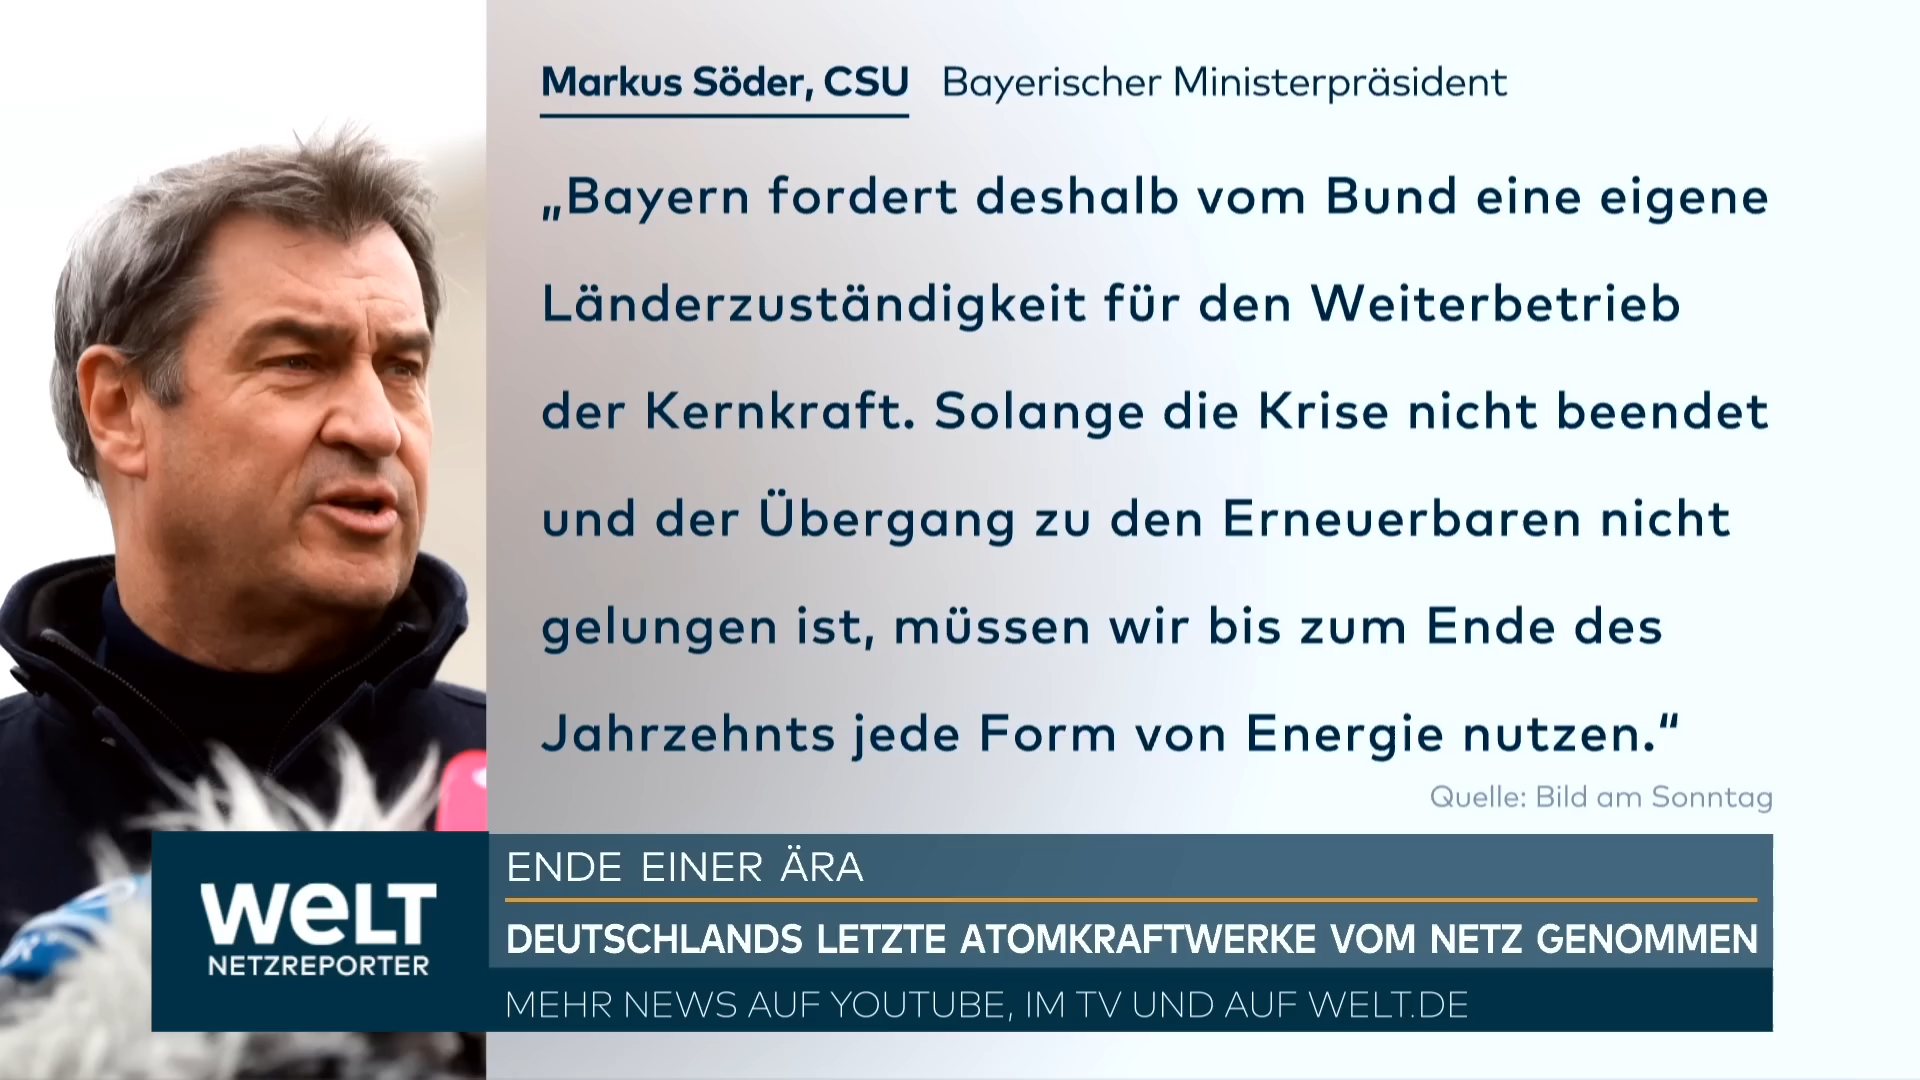 Markus Söder, CSU Bayerischer Ministerpräsident
„Bayern fordert deshalb vom Bund eine eigene
Länderzuständigkeit für den Weiterbetrieb
der Kernkraft. Solange die Krise nicht beendet
und der Übergang zu den Erneuerbaren nicht
gelungen ist, müssen wir bis zum Ende des
Jahrzehnts jede Form von Energie nutzen.“
Quelle: Bild am Sonntag
ENDE EINER ÄRA
DEUTSCHLANDS LETZTE ATOMKRAFTWERKE VOM NETZ GENOMMEN
MEHR NEWS AUF YOUTUBE, IM TV UND AUF WELT.DE
WELT
NETZREPORTER